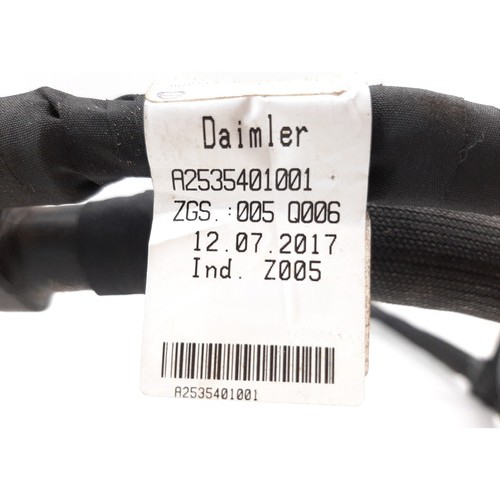 Daimler
A2535401001
ZGS.:005 Q006
12.07.2017
Ind. Z005
A2535401001